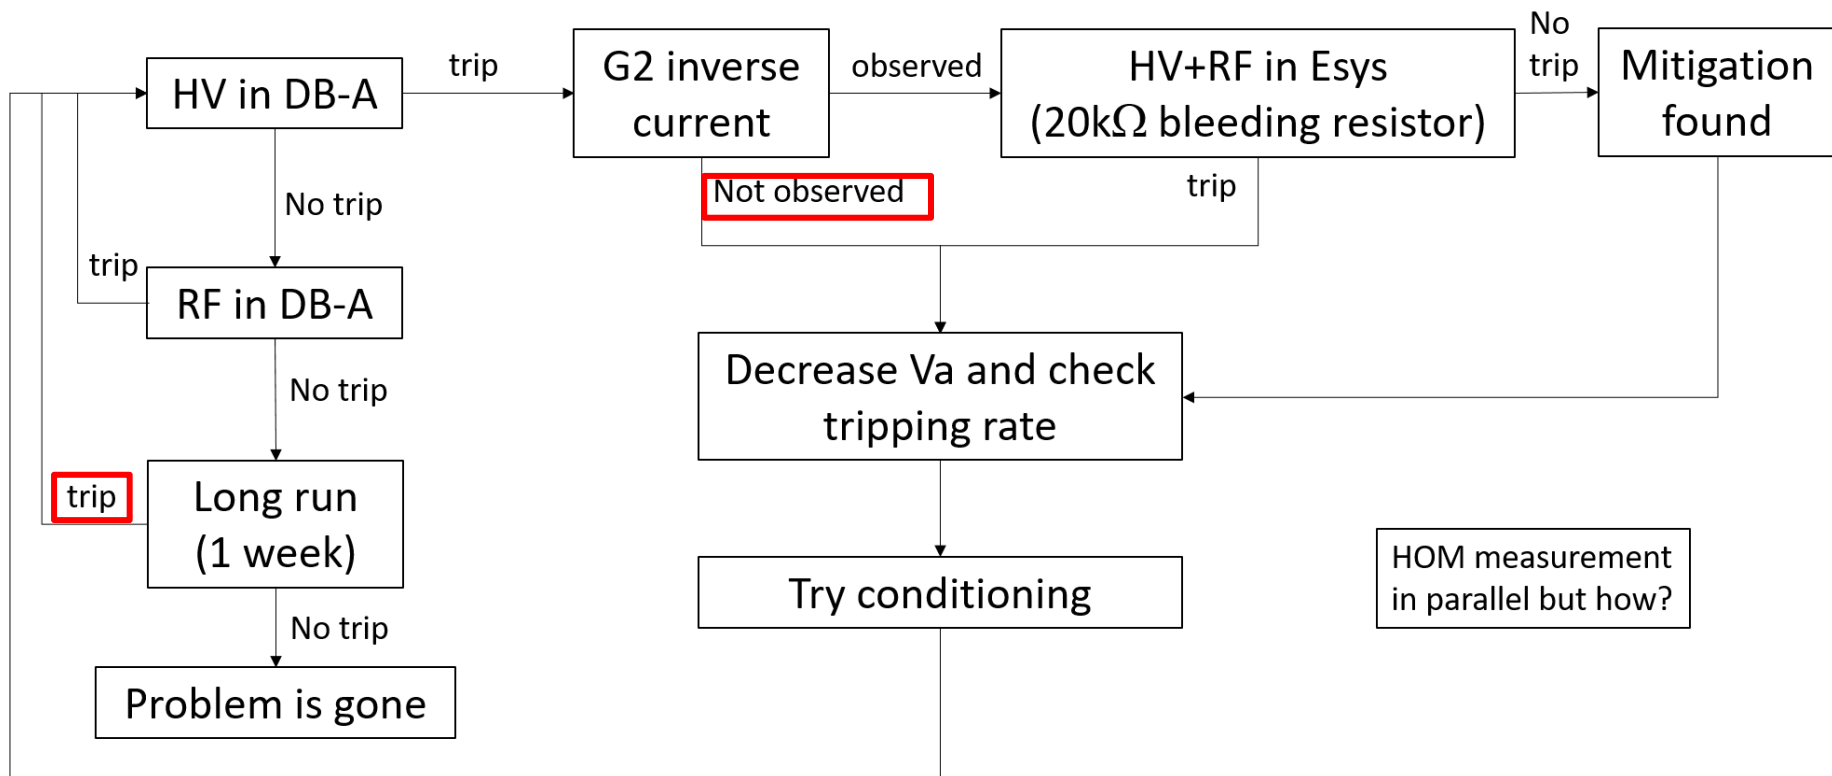 HV in DB-A
trip
G2 inverse
current
observed
HV+RF in Esys
(20kΩ bleeding resistor)
No
trip
Mitigation
found
No trip
Not observed
trip
trip
RF in DB-A
No trip
Decrease Va and check
tripping rate
trip
Long run
(1 week)
No trip
Try conditioning
HOM measurement
in parallel but how?
Problem is gone